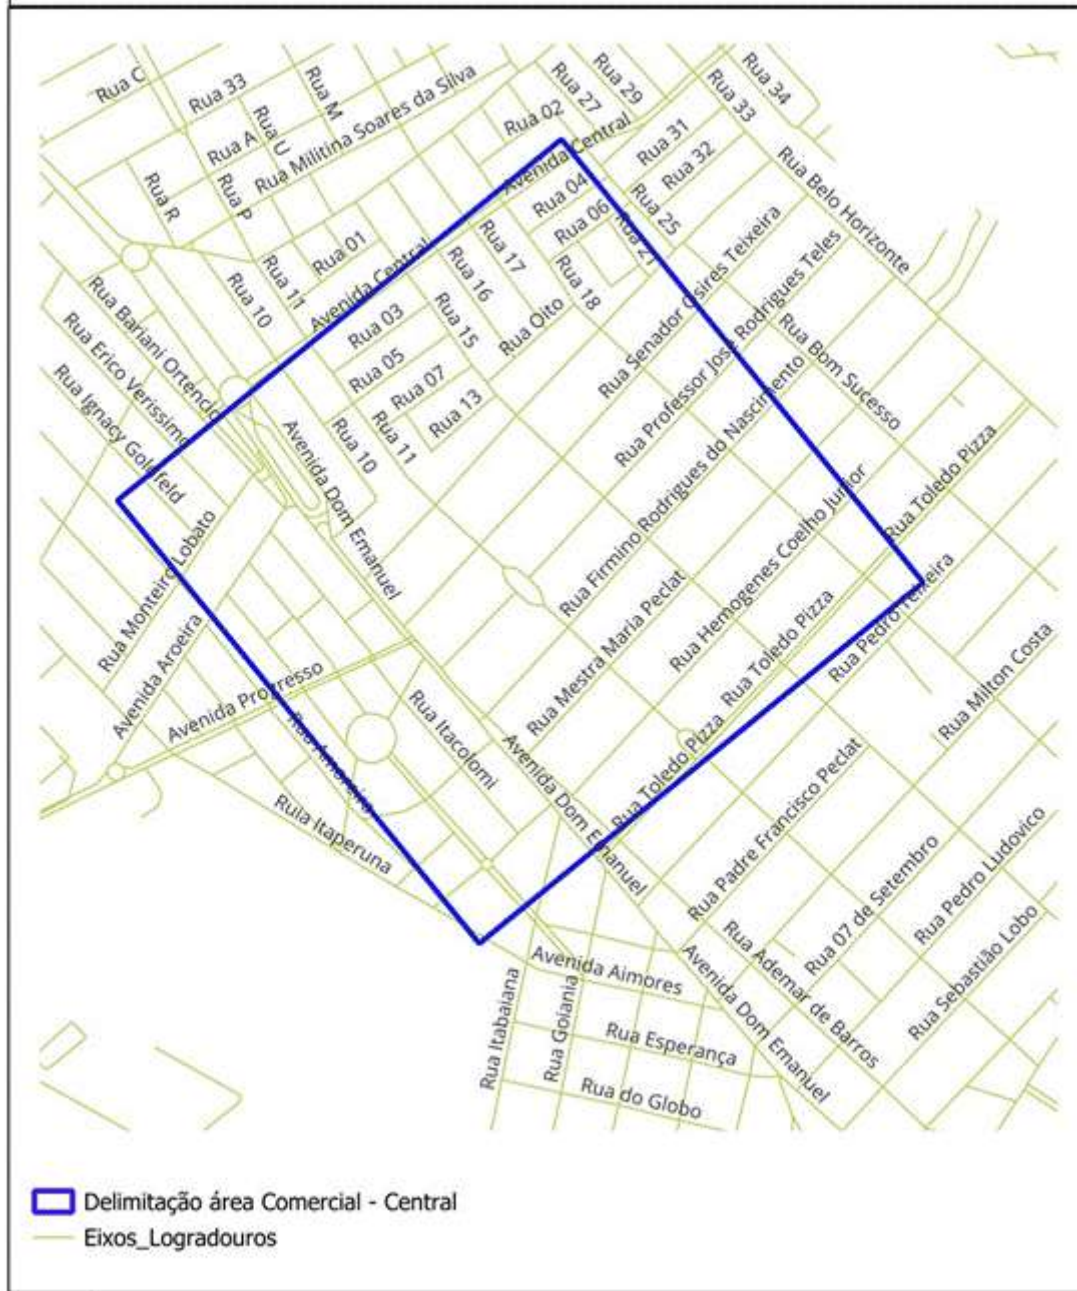 Rua C
Rua 33
Rua M
Rua A
Rua U
Rua Militina Soares da Silva
Rua 02
Rua 27
Rua 29
Rua 33
Rua 34
Avenida Central
Rua 31
Rua 32
Rua R
Rua P
Rua 04
Rua 06
Rua 25
Rua 21
Rua Belo Horizonte
Rua 01
Rua 11
Rua 10
Avenida Central
Rua 16
Rua 17
Rua 18
Rua Oito
Rua Senador Osires Teixeira
Rua Professor José Rodrigues Teles
Rua Bariani Ortencio
Rua Erico Verissimo
Rua Ignacy Goldfeld
Rua 03
Rua 15
Rua 05
Rua 07
Rua 13
Rua 11
Rua 10
Avenida Dom Emanuel
Rua Bom Sucesso
Rua Firmino Rodrigues do Nascimento
Rua Hemogenes Coelho Junior
Rua Toledo Pizza
Rua Monteiro Lobato
Avenida Aroeira
Avenida Progresso
Rua Mestra Maria Peclat
Rua Toledo Pizza
Rua Pedro Teixeira
Rua Milton Costa
Rua Itacolomi
Rua Amoreira
Ruia Itaperuna
Avenida Dom Emanuel
Rua Toledo Pizza
Rua Padre Francisco Peclat
Rua 07 de Setembro
Rua Pedro Ludovico
Rua Sebastião Lobo
Rua Ademar de Barros
Avenida Dom Emanuel
Avenida Aimores
Rua Itabaiana
Rua Goiania
Rua Esperança
Rua do Globo
Delimitação área Comercial - Central
Eixos_Logradouros